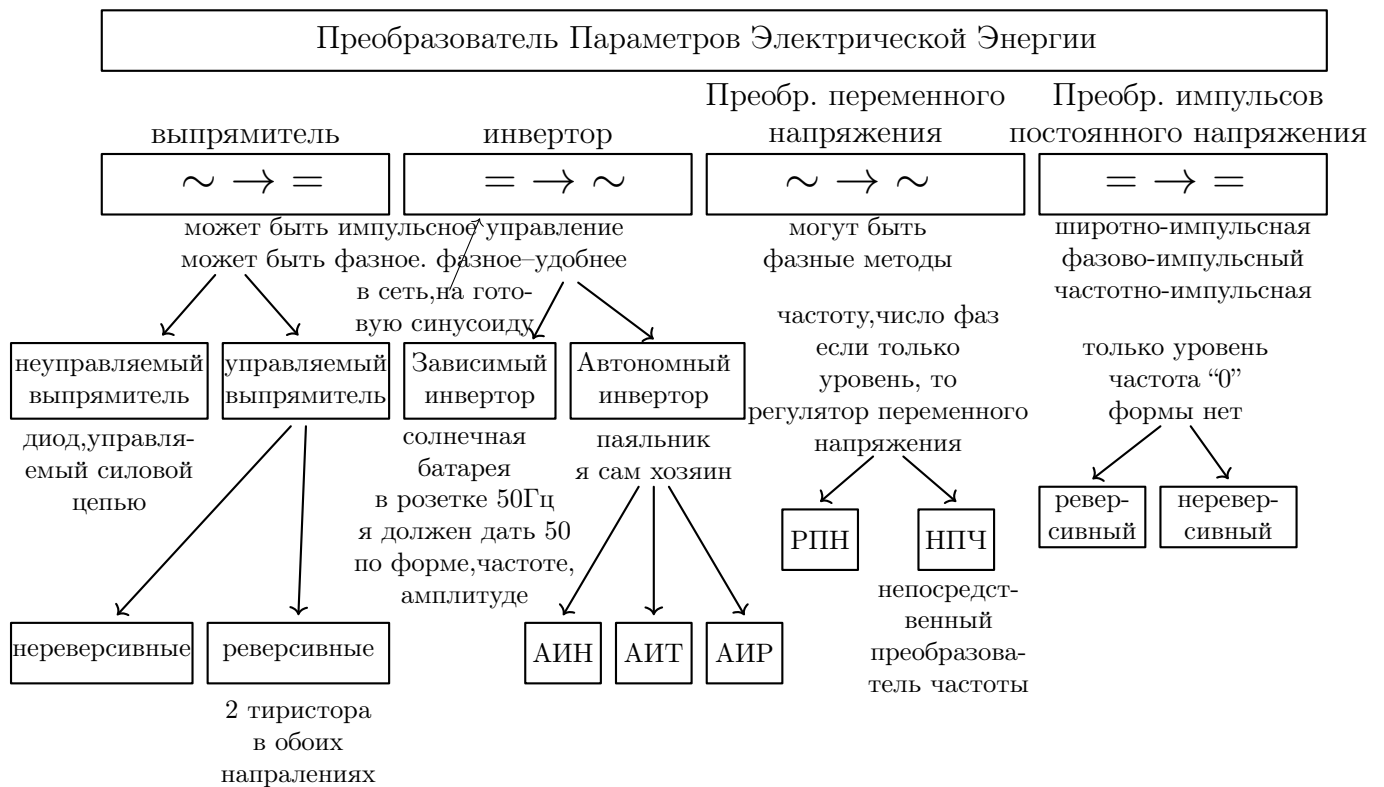 Преобразователь Параметров Электрической Энергии
выпрямитель
инвертор
Преобр. переменного
напряжения
Преобр. импульсов
постоянного напряжения
∼ → =
= → ∼
∼ → ∼
= → =
может быть импульсное управление
может быть фазное. фазное–удобнее
в сеть,на гото-
вую синусоиду
могут быть
фазные методы
широтно-импульсная
фазово-импульсный
частотно-импульсная
частоту,число фаз
если только
уровень, то
регулятор переменного
напряжения
только уровень
частота “0”
формы нет
неуправляемый
выпрямитель
управляемый
выпрямитель
Зависимый
инвертор
Автономный
инвертор
диод,управля-
емый силовой
цепью
солнечная
батарея
в розетке 50Гц
я должен дать 50
по форме,частоте,
амплитуде
паяльник
я сам хозяин
РПН
НПЧ
ревер-
сивный
неревер-
сивный
непосредст-
венный
преобразова-
тель частоты
нереверсивные
реверсивные
АИН
АИТ
АИР
2 тиристора
в обоих
напралениях